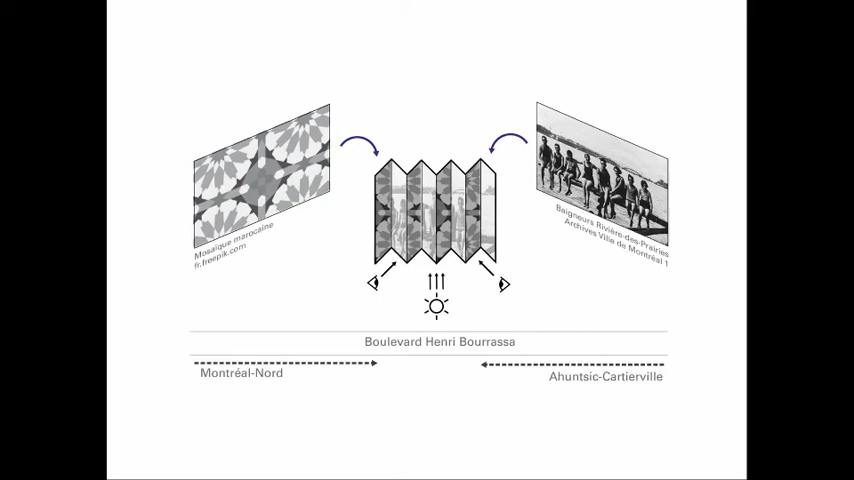 Mosaïque marocaine
fr.freepik.com
Baigneurs Rivière-des-Prairies
Archives Ville de Montréal 1
Boulevard Henri Bourrassa
Montréal-Nord
Ahuntsic-Cartierville